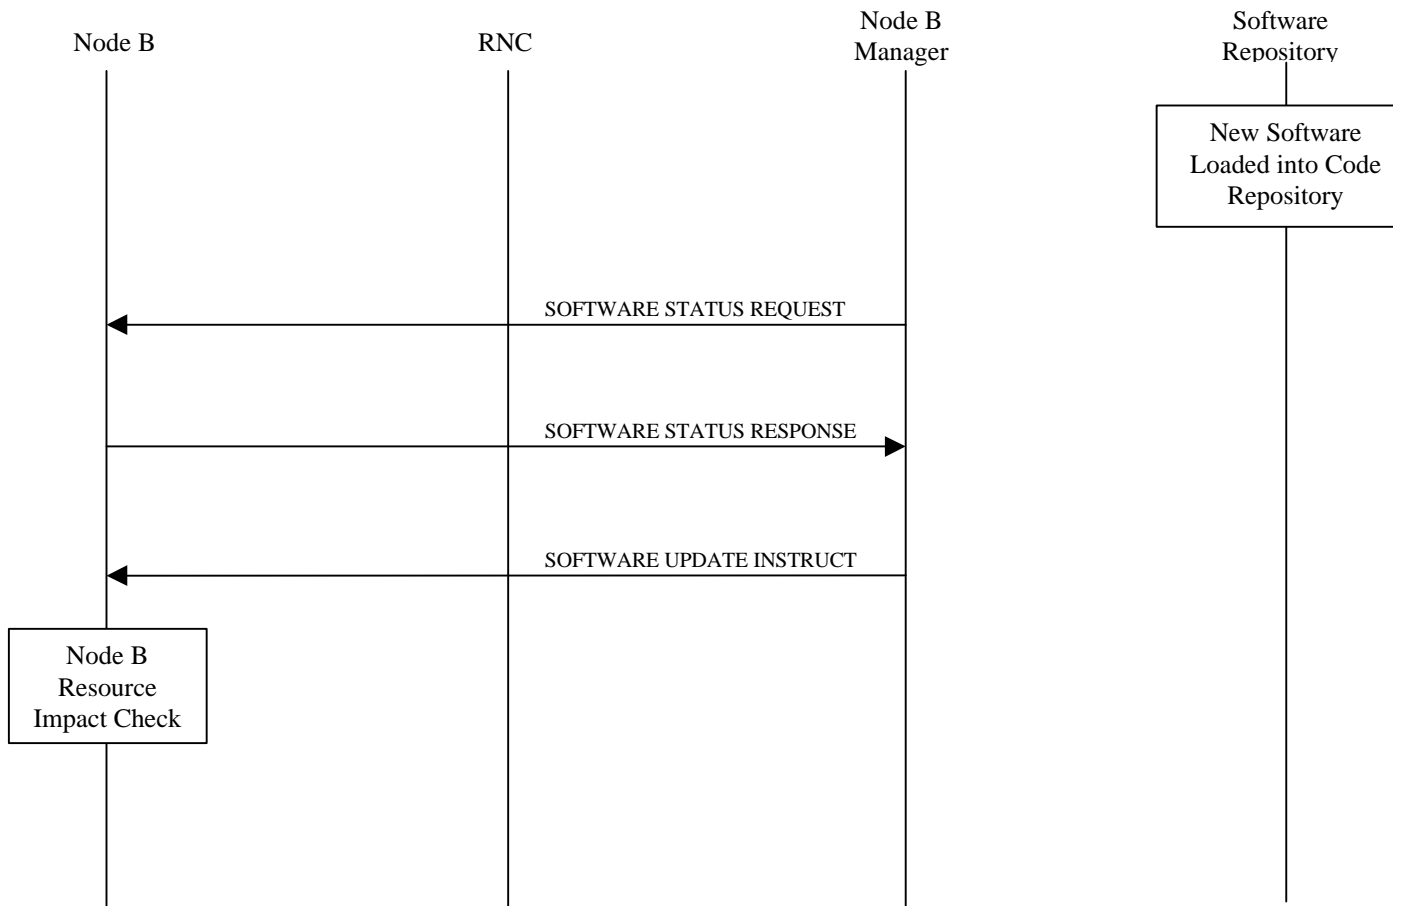 Node B
RNC
Node B
Manager
Software
Repository
New Software
Loaded into Code
Repository
SOFTWARE STATUS REQUEST
SOFTWARE STATUS RESPONSE
SOFTWARE UPDATE INSTRUCT
Node B
Resource
Impact Check